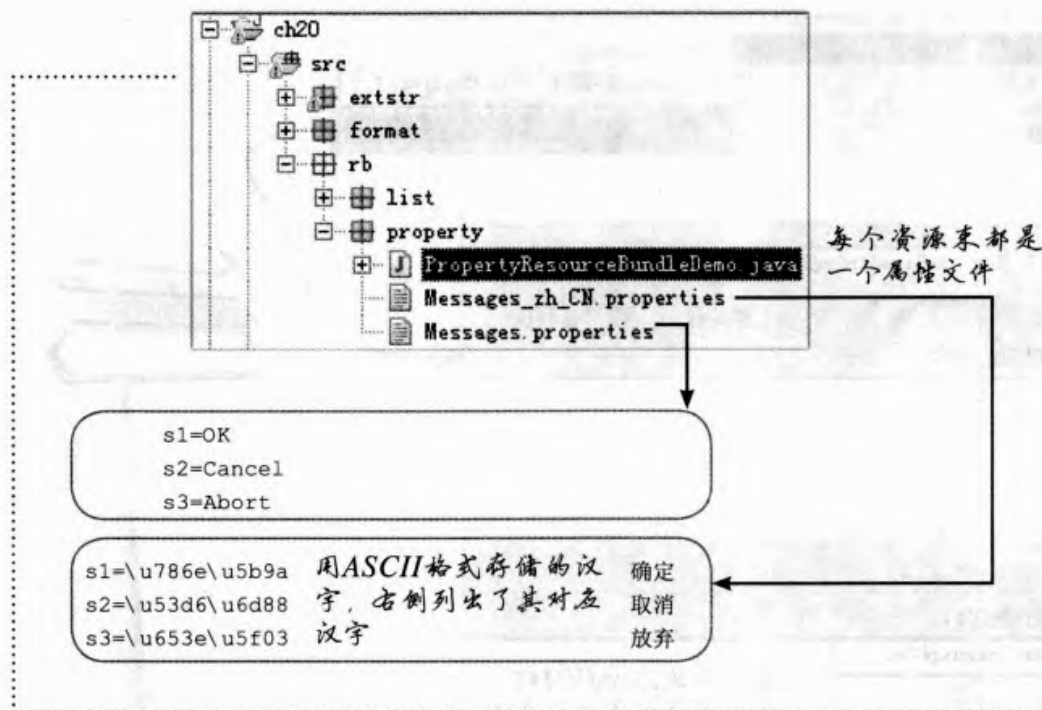 ch20
src
extstr
format
rb
list
property
PropertyResourceBundleDemo.java
Messages_zh_CN.properties
Messages.properties
每个资源束都是
一个属性文件
s1=OK
s2=Cancel
s3=Abort
s1=\u786e\u5b9a
s2=\u53d6\u6d88
s3=\u653e\u5f03
用ASCII格式存储的汉
字，右侧列出了其对应
汉字
确定
取消
放弃